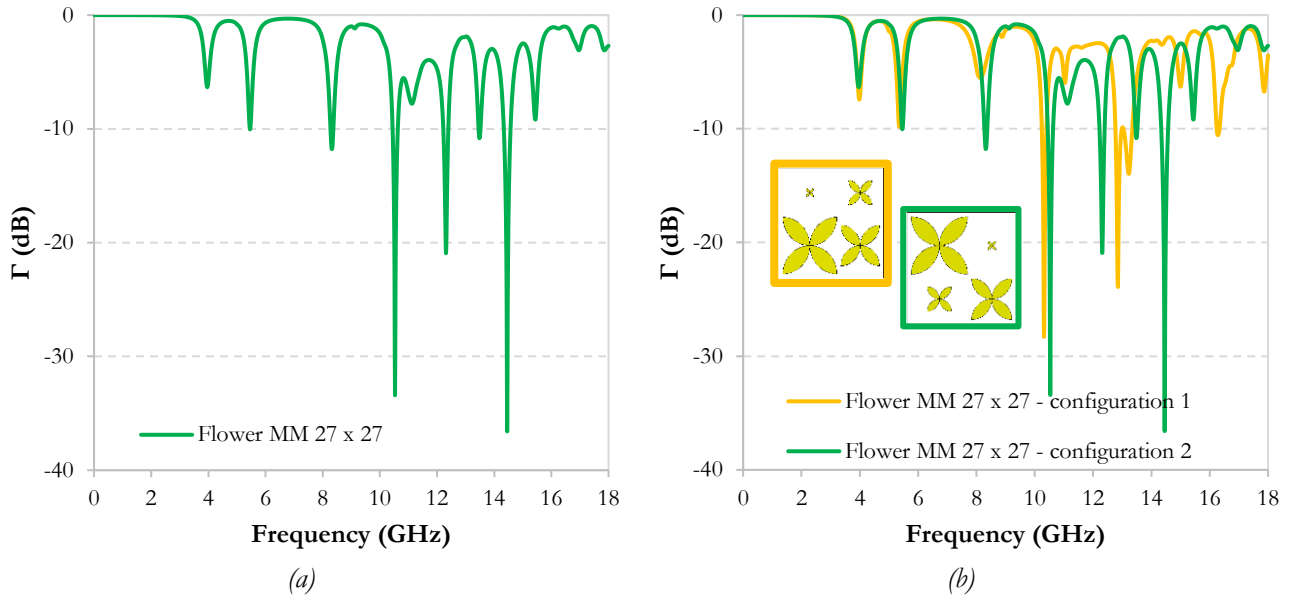 0
-10
-20
-30
-40
Γ (dB)
Flower MM 27 x 27
0 2 4 6 8 10 12 14 16 18
Frequency (GHz)
(a)
0
-10
-20
-30
-40
Γ (dB)
Flower MM 27 x 27 - configuration 1
Flower MM 27 x 27 - configuration 2
0 2 4 6 8 10 12 14 16 18
Frequency (GHz)
(b)